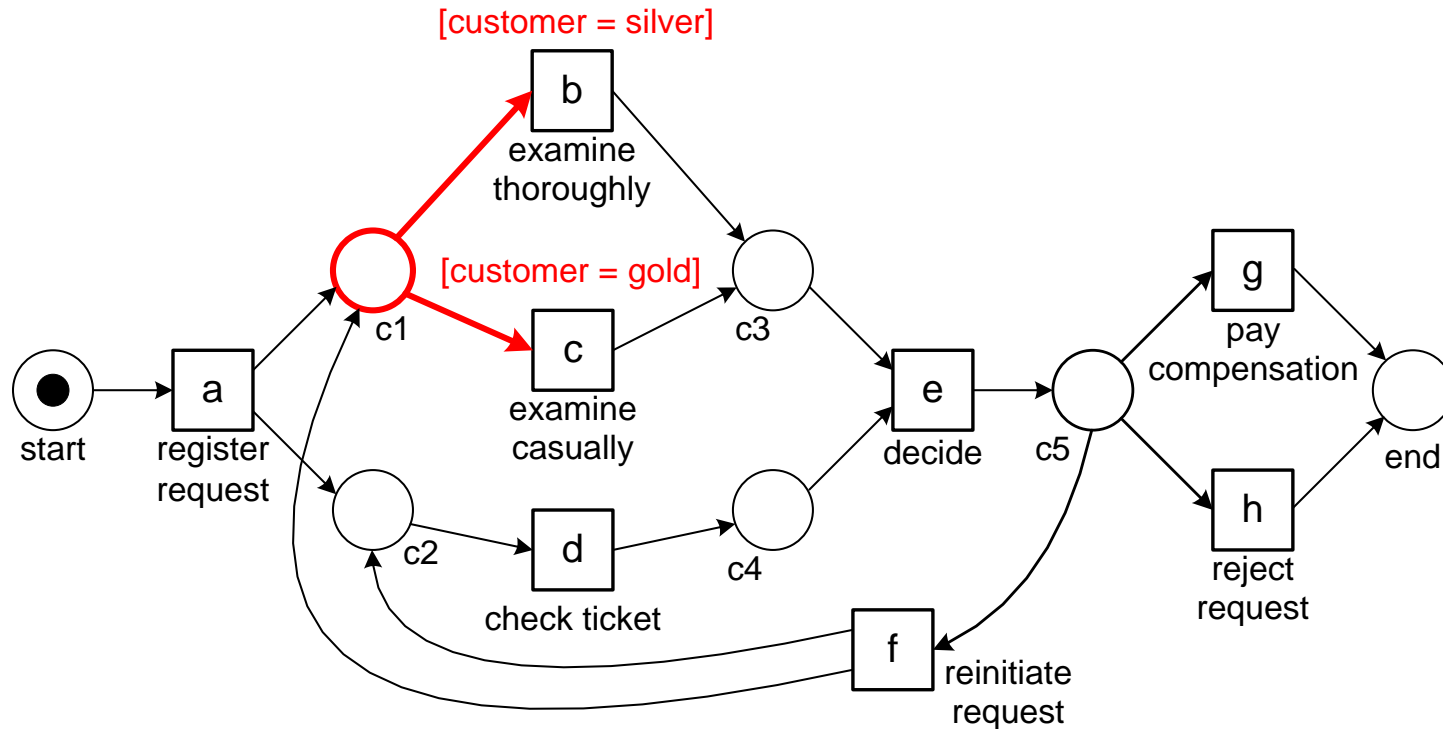 [customer = silver]
b
examine
thoroughly
[customer = gold]
c1
c
examine
casually
c3
start
a
register
request
e
decide
c5
g
pay
compensation
end
c2
d
check ticket
c4
h
reject
request
f
reinitiate
request